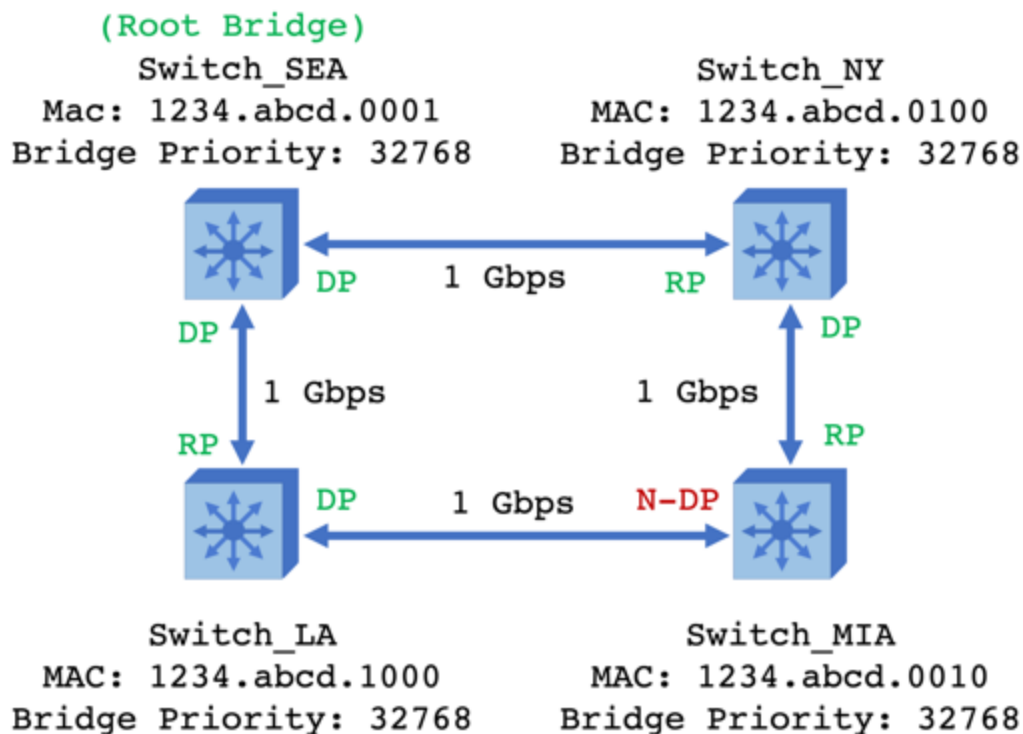 (Root Bridge)
Switch_SEA
Mac: 1234.abcd.0001
Bridge Priority: 32768
Switch_NY
MAC: 1234.abcd.0100
Bridge Priority: 32768
DP
1 Gbps
RP
DP
1 Gbps
RP
DP
1 Gbps
RP
DP
1 Gbps
N-DP
Switch_LA
MAC: 1234.abcd.1000
Bridge Priority: 32768
Switch_MIA
MAC: 1234.abcd.0010
Bridge Priority: 32768